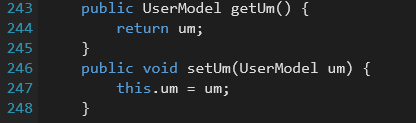 243 public UserModel getUm() {
244 return um;
245 }
246 public void setUm(UserModel um) {
247 this.um = um;
248 }